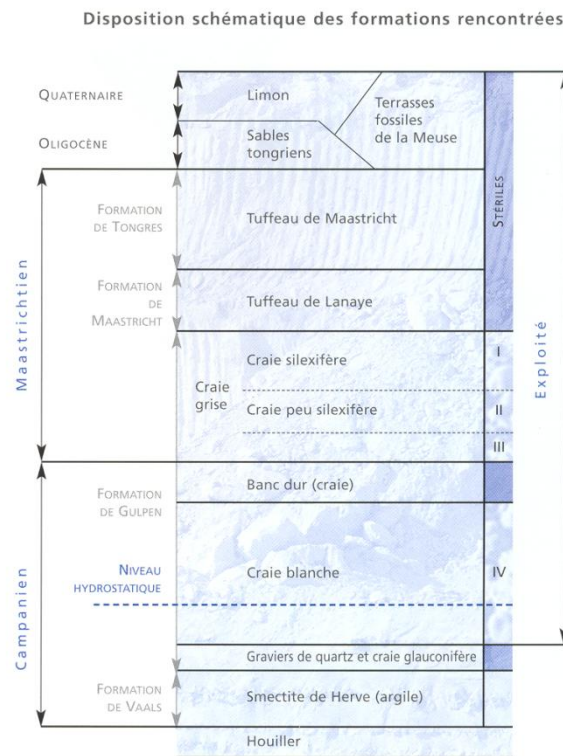 Disposition schématique des formations rencontrées
QUATERNAIRE
Limon
Terrasses
fossiles
de la Meuse
OLIGOCÈNE
Sables
tongriens
STÉRILES
FORMATION
DE TONGRES
Tuffeau de Maastricht
FORMATION
DE
MAASTRICHT
Tuffeau de Lanaye
Maastrichtien
Exploité
Craie
grise
Craie silexifère
I
Craie peu silexifère
II
III
Banc dur (craie)
FORMATION
DE GULPEN
Campanien
NIVEAU
HYDROSTATIQUE
Craie blanche
IV
Graviers de quartz et craie glauconifère
FORMATION
DE VAALS
Smectite de Herve (argile)
Houiller